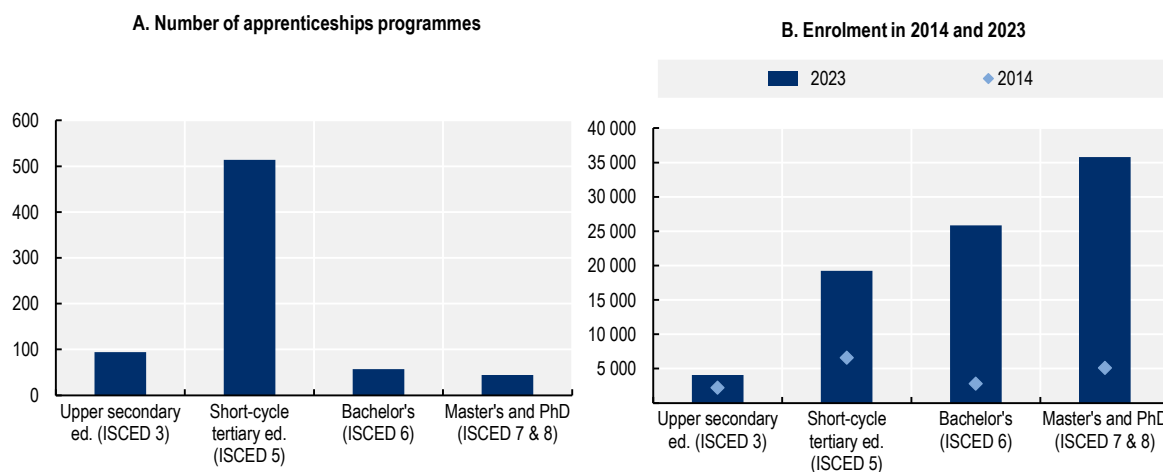 A. Number of apprenticeships programmes
600
500
400
300
200
100
0
Upper secondary
ed. (ISCED 3)
Short-cycle
tertiary ed.
(ISCED 5)
Bachelor's
(ISCED 6)
Master's and PhD
(ISCED 7 & 8)
B. Enrolment in 2014 and 2023
2023
2014
40 000
35 000
30 000
25 000
20 000
15 000
10 000
5 000
Upper secondary
ed. (ISCED 3)
Short-cycle
tertiary ed.
(ISCED 5)
Bachelor's
(ISCED 6)
Master's and PhD
(ISCED 7 & 8)